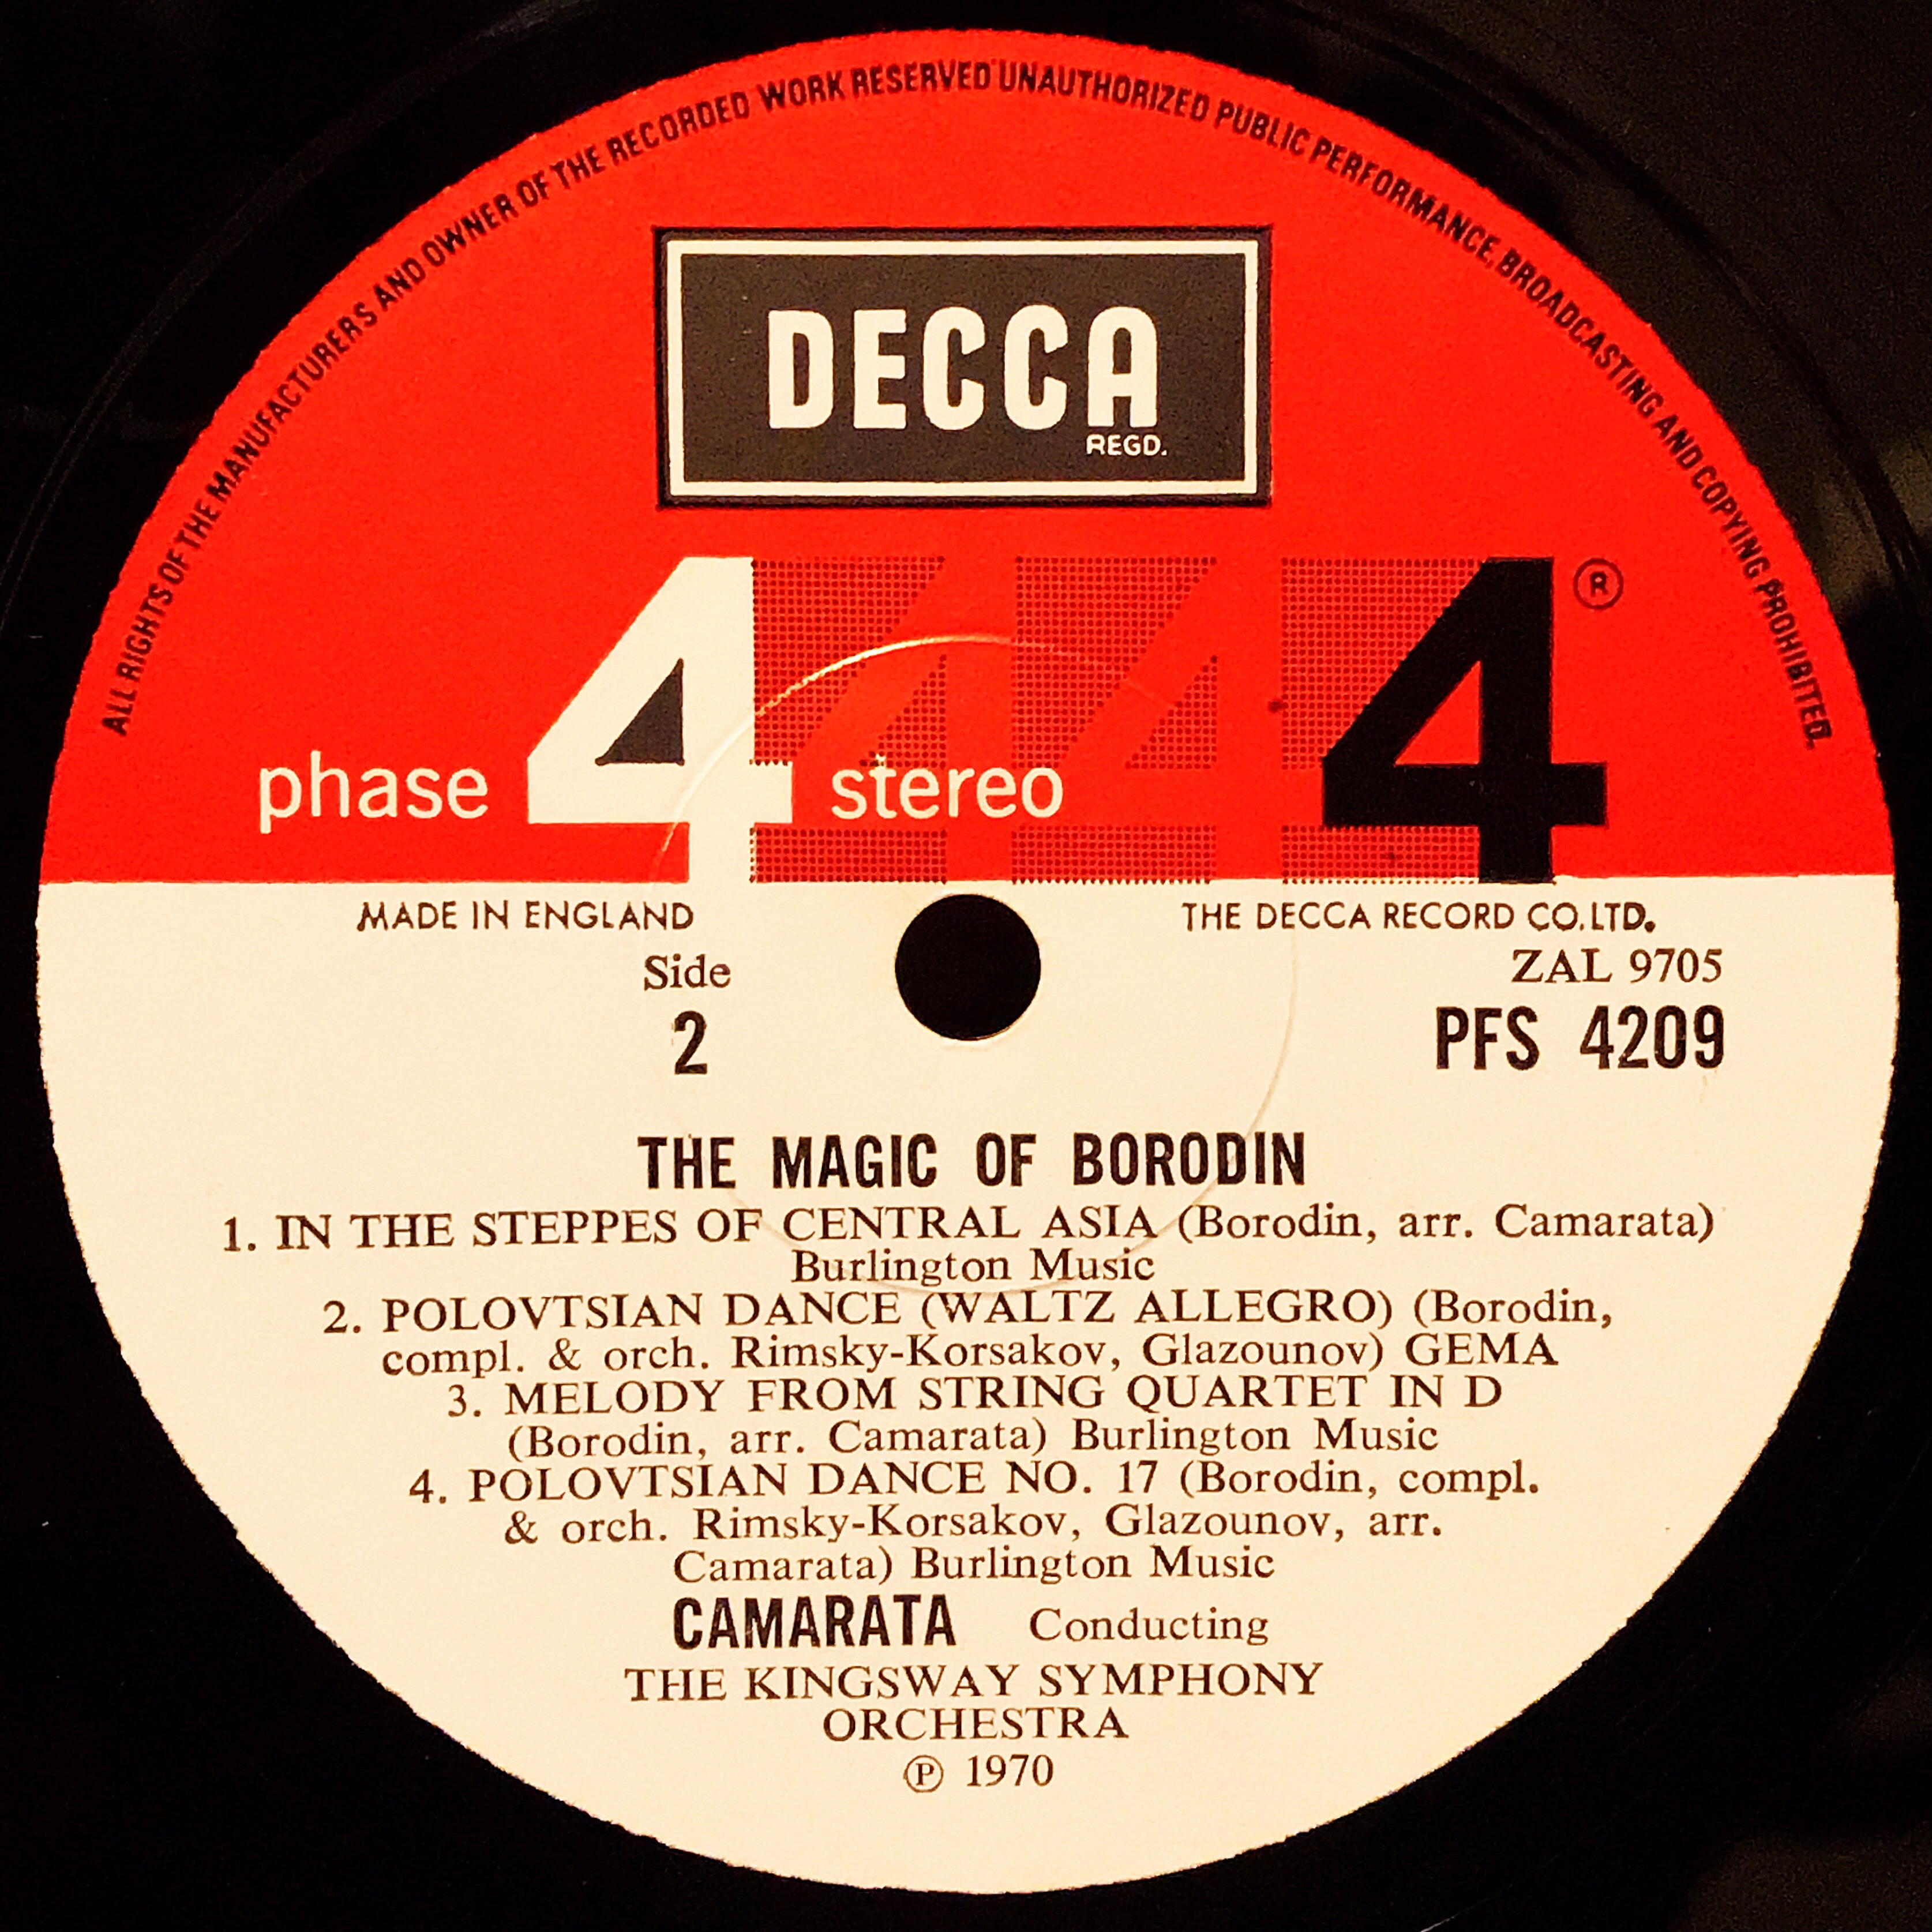 ALL RIGHTS OF THE MANUFACTURERS AND OWNER OF THE RECORDED WORK RESERVED UNAUTHORIZED PUBLIC PERFORMANCE, BROADCASTING AND COPYING PROHIBITED.
DECCA
REGD.
4 4 4 4 ®
phase 4 stereo
MADE IN ENGLAND
THE DECCA RECORD CO. LTD.
Side
2
ZAL 9705
PFS 4209
THE MAGIC OF BORODIN
1. IN THE STEPPES OF CENTRAL ASIA (Borodin, arr. Camarata)
Burlington Music
2. POLOVTSIAN DANCE (WALTZ ALLEGRO) (Borodin,
compl. & orch. Rimsky-Korsakov, Glazounov) GEMA
3. MELODY FROM STRING QUARTET IN D
(Borodin, arr. Camarata) Burlington Music
4. POLOVTSIAN DANCE NO. 17 (Borodin, compl.
& orch. Rimsky-Korsakov, Glazounov, arr.
Camarata) Burlington Music
CAMARATA Conducting
THE KINGSWAY SYMPHONY
ORCHESTRA
℗ 1970